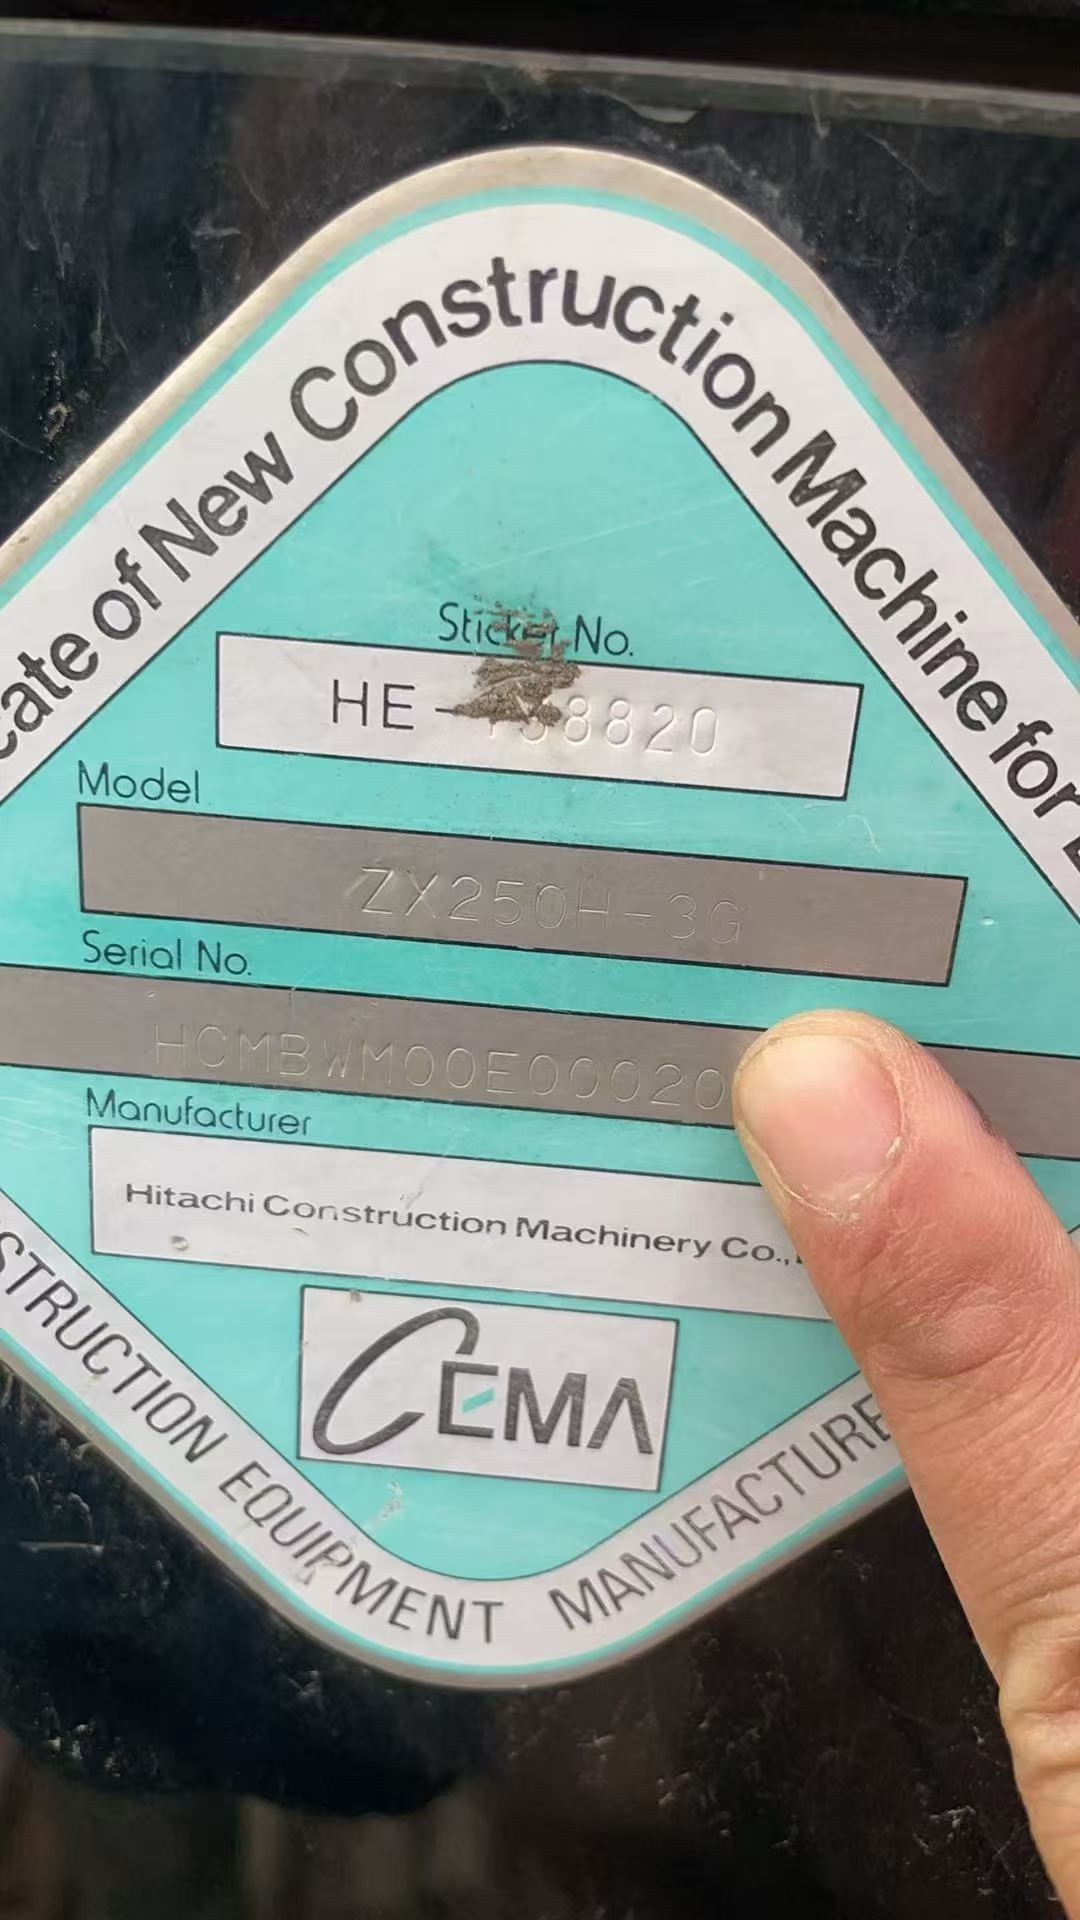 cate of New Construction Machine for
Sticker No.
HE - 38820
Model
ZX250H-3G
Serial No.
HCMBWM00E00020
Manufacturer
Hitachi Construction Machinery Co.,
CEMA
STRUCTION EQUIPMENT MANUFACTURE